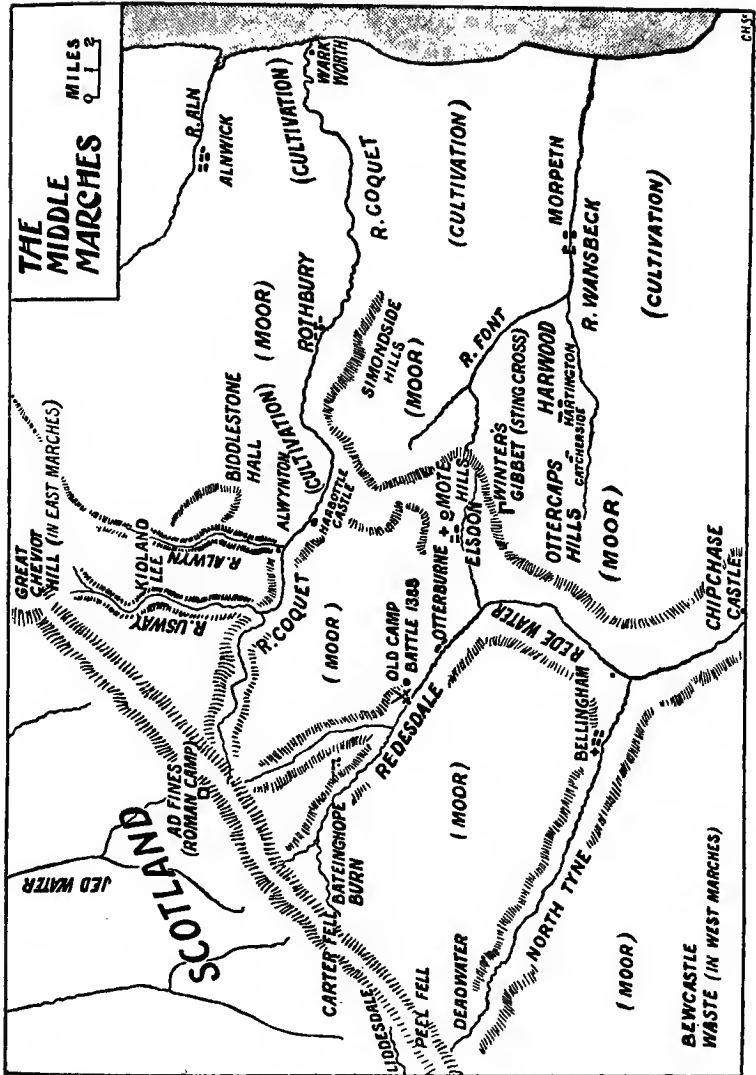 THE
MIDDLE
MARCHES
MILES
0 1 2
R. ALN
ALNWICK
WARK
WORTH
(CULTIVATION)
R. COQUET
(CULTIVATION)
MORPETH
R. WANSBECK
(CULTIVATION)
ROTHBURY
(MOOR)
SIMONDSIDE
HILLS
(MOOR)
R. FONT
GREAT
CHEVIOT
HILL (IN EAST MARCHES)
BIDDLESTONE
HALL
KIDLAND
LEE
R. ALWYN
R. USWAY
ALWYNTON
(CULTIVATION)
HARBOTTLE
CASTLE
R. COQUET
(MOOR)
MOTE
HILLS
ELSDON
WINTER'S
GIBBET (STING CROSS)
HARWOOD
HARTINGTON
CATCHERSIDE
OTTERCAPS
HILLS
(MOOR)
OTTERBURNE
OLD CAMP
BATTLE 1388
REDESDALE
REDE WATER
CHIPCHASE
CASTLE
BELLINGHAM
(MOOR)
AD FINES
(ROMAN CAMP)
SCOTLAND
JED WATER
BATEINGHOPE
BURN
CARTER FELL
LIDDESDALE
PEEL FELL
DEADWATER
NORTH TYNE
(MOOR)
BEWCASTLE
WASTE (IN WEST MARCHES)
CHS